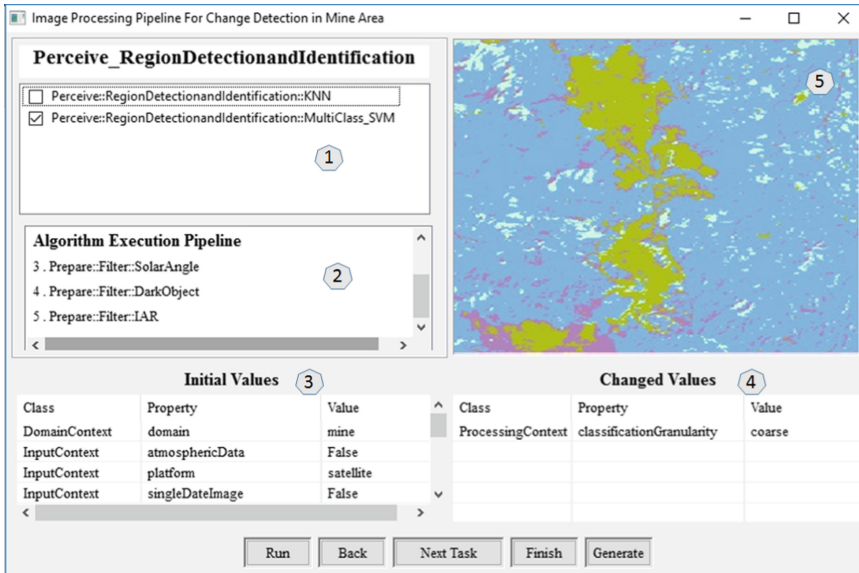 Image Processing Pipeline For Change Detection in Mine Area
Perceive_RegionDetectionandIdentification
Perceive::RegionDetectionandIdentification::KNN
Perceive::RegionDetectionandIdentification::MultiClass_SVM
1
Algorithm Execution Pipeline
3 . Prepare::Filter::SolarAngle
4 . Prepare::Filter::DarkObject
5 . Prepare::Filter::IAR
2
5
Initial Values 3
Class Property Value
DomainContext domain mine
InputContext atmosphericData False
InputContext platform satellite
InputContext singleDateImage False
Changed Values 4
Class Property Value
ProcessingContext classificationGranularity coarse
Run Back Next Task Finish Generate